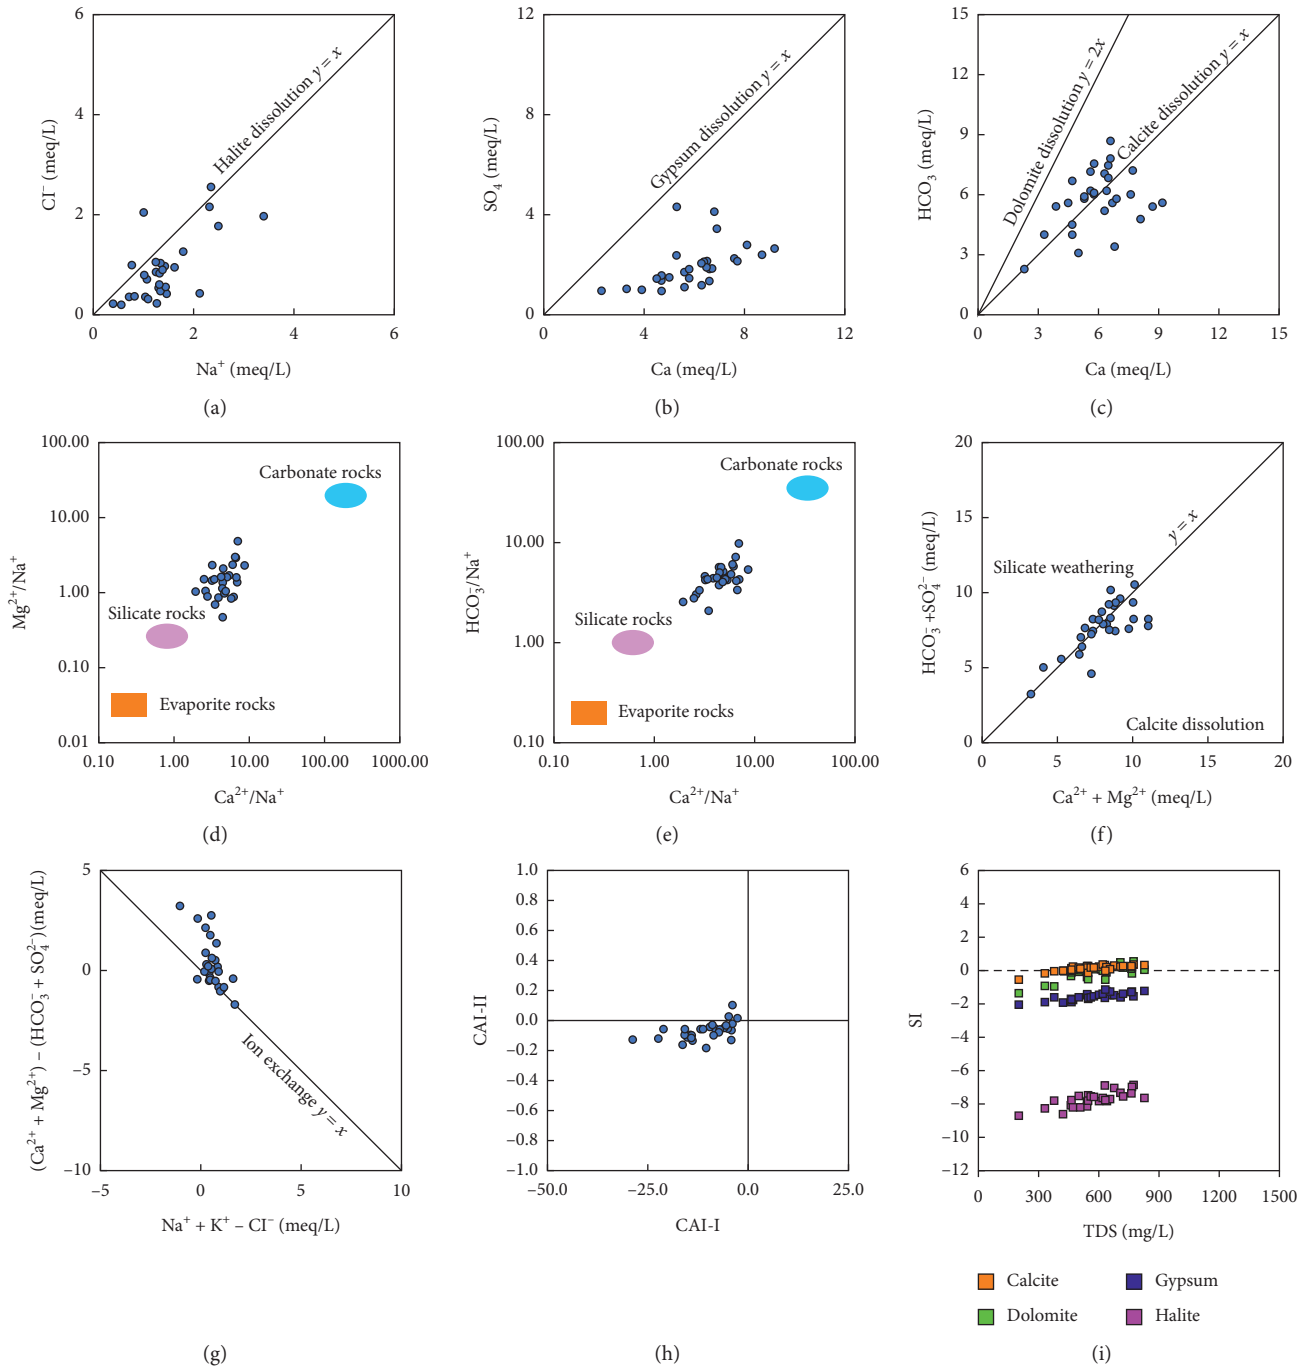 6
4
2
0
0
2
4
6
Cl⁻ (meq/L)
Na⁺ (meq/L)
Halite dissolution y = x
(a)
12
8
4
0
0
4
8
12
SO₄ (meq/L)
Ca (meq/L)
Gypsum dissolution y = x
(b)
15
12
9
6
3
0
0
3
6
9
12
15
HCO₃ (meq/L)
Ca (meq/L)
Dolomite dissolution y = 2x
Calcite dissolution y = x
(c)
100.00
10.00
1.00
0.10
0.01
0.10
1.00
10.00
100.00
1000.00
Mg²⁺/Na⁺
Ca²⁺/Na⁺
Carbonate rocks
Silicate rocks
Evaporite rocks
(d)
100.00
10.00
1.00
0.10
0.10
1.00
10.00
100.00
HCO₃⁻/Na⁺
Ca²⁺/Na⁺
Carbonate rocks
Silicate rocks
Evaporite rocks
(e)
20
15
10
5
0
0
5
10
15
20
HCO₃⁻ +SO₄²⁻ (meq/L)
Ca²⁺ + Mg²⁺ (meq/L)
y = x
Silicate weathering
Calcite dissolution
(f)
5
0
−5
−10
−5
0
5
10
(Ca²⁺ + Mg²⁺) – (HCO₃⁻ + SO₄²⁻)(meq/L)
Na⁺ + K⁺ – Cl⁻ (meq/L)
Ion exchange y = x
(g)
1.0
0.8
0.6
0.4
0.2
0.0
−0.2
−0.4
−0.6
−0.8
−1.0
−50.0
−25.0
0.0
25.0
CAI-II
CAI-I
(h)
6
4
2
0
−2
−4
−6
−8
−10
−12
0
300
600
900
1200
1500
SI
TDS (mg/L)
Calcite
Gypsum
Dolomite
Halite
(i)